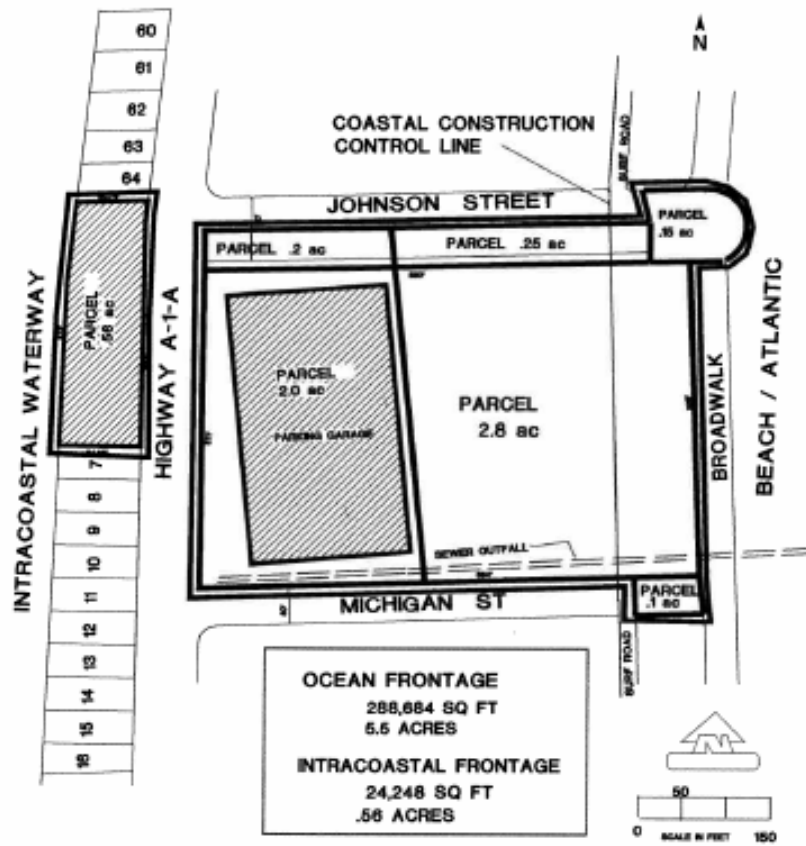 60
61
62
63
64
N
COASTAL CONSTRUCTION
CONTROL LINE
SURF ROAD
JOHNSON STREET
PARCEL
.15 ac
PARCEL .2 ac
PARCEL .25 ac
INTRACOASTAL WATERWAY
PARCEL
.56 ac
HIGHWAY A-1-A
PARCEL
2.0 ac
PARKING GARAGE
PARCEL
2.8 ac
BROADWALK
BEACH / ATLANTIC
SEWER OUTFALL
PARCEL
.1 ac
MICHIGAN ST
SURF ROAD
7
8
9
10
11
12
13
14
15
16
OCEAN FRONTAGE
288,684 SQ FT
5.5 ACRES
INTRACOASTAL FRONTAGE
24,248 SQ FT
.56 ACRES
N
50
0 SCALE IN FEET 150